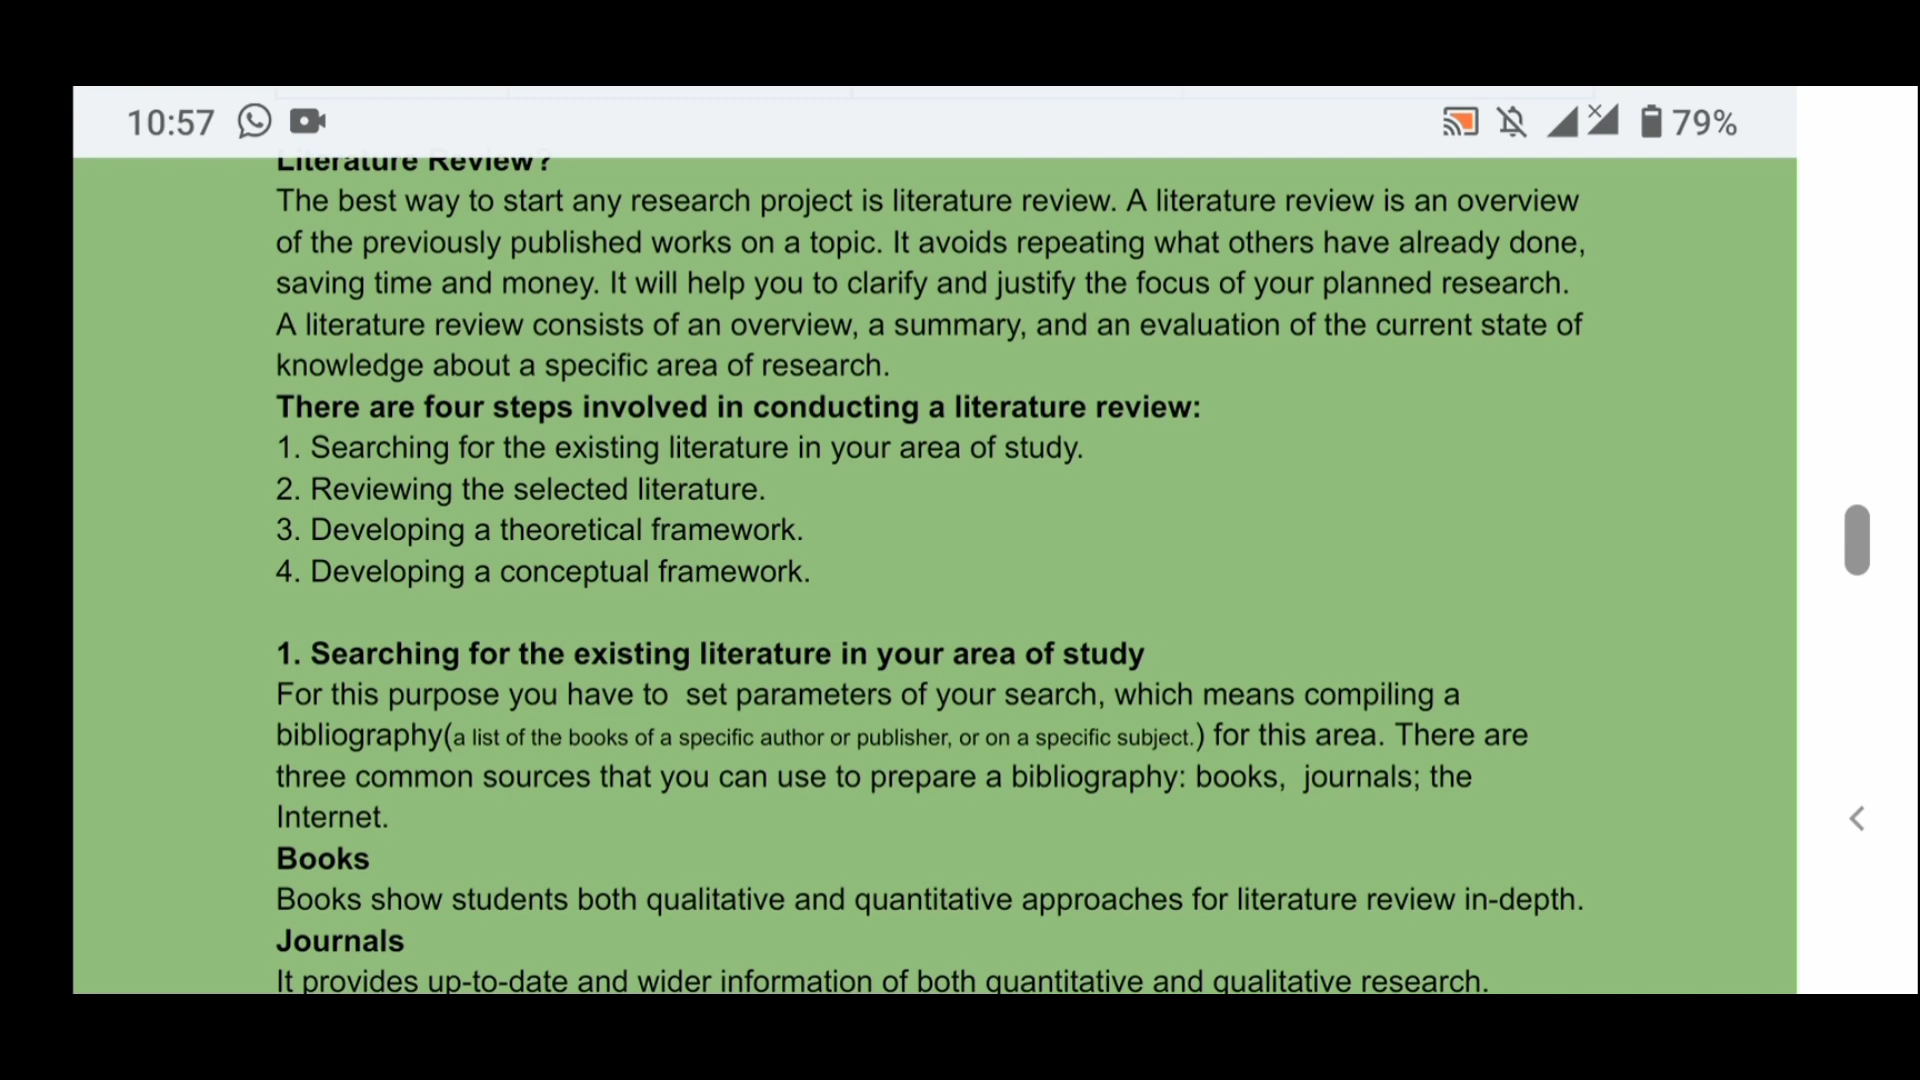 10:57 79%
Literature Review?
The best way to start any research project is literature review. A literature review is an overview
of the previously published works on a topic. It avoids repeating what others have already done,
saving time and money. It will help you to clarify and justify the focus of your planned research.
A literature review consists of an overview, a summary, and an evaluation of the current state of
knowledge about a specific area of research.
There are four steps involved in conducting a literature review:
1. Searching for the existing literature in your area of study.
2. Reviewing the selected literature.
3. Developing a theoretical framework.
4. Developing a conceptual framework.
1. Searching for the existing literature in your area of study
For this purpose you have to  set parameters of your search, which means compiling a
bibliography(a list of the books of a specific author or publisher, or on a specific subject.) for this area. There are
three common sources that you can use to prepare a bibliography: books,  journals; the
Internet.
Books
Books show students both qualitative and quantitative approaches for literature review in-depth.
Journals
It provides up-to-date and wider information of both quantitative and qualitative research.